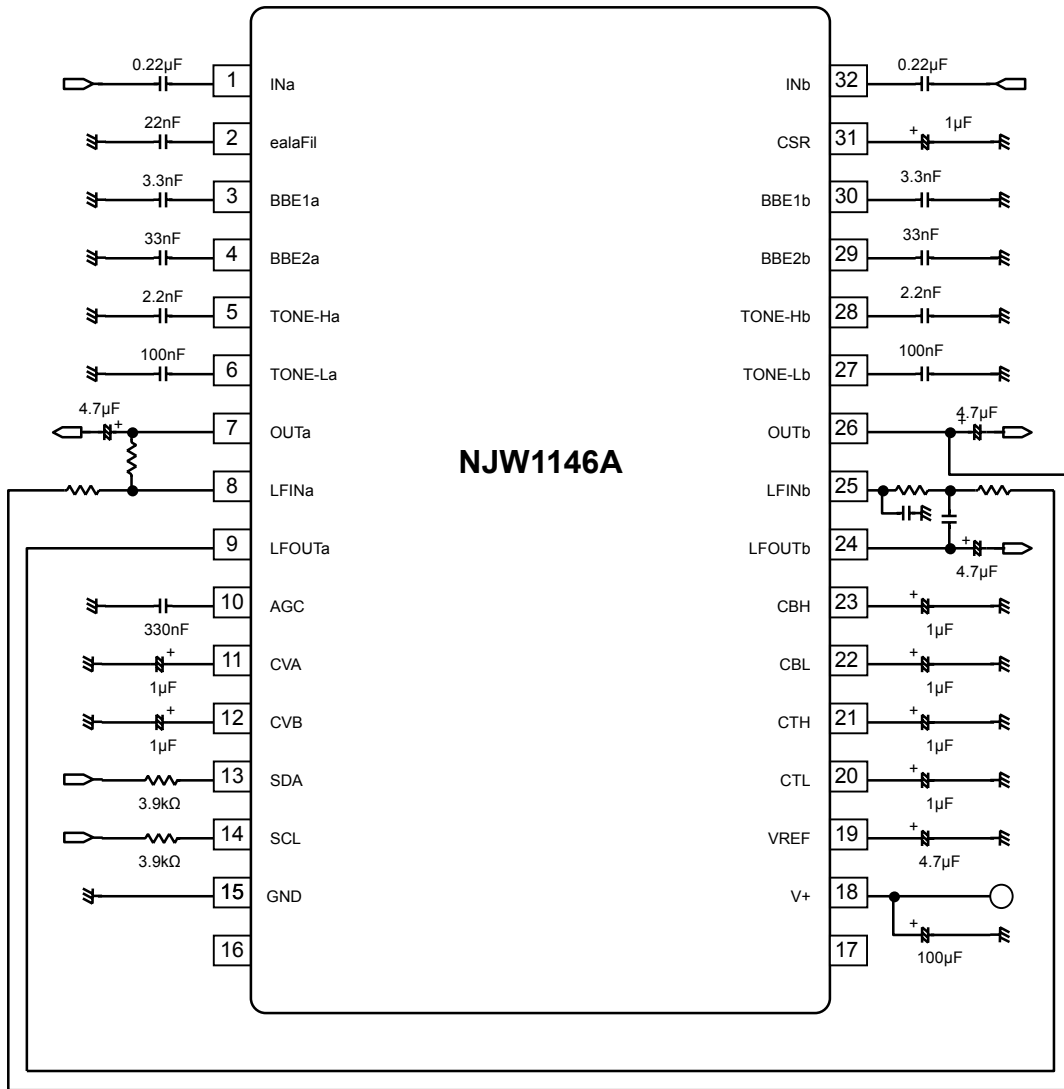 0.22µF 1 INa INb 32 0.22µF
22nF 2 ealaFil CSR 31 + 1µF
3.3nF 3 BBE1a BBE1b 30 3.3nF
33nF 4 BBE2a BBE2b 29 33nF
2.2nF 5 TONE-Ha TONE-Hb 28 2.2nF
100nF 6 TONE-La TONE-Lb 27 100nF
4.7µF + 7 OUTa OUTb 26 + 4.7µF
NJW1146A
8 LFINa LFINb 25
9 LFOUTa LFOUTb 24 + 4.7µF
330nF 10 AGC CBH 23 + 1µF
1µF + 11 CVA CBL 22 + 1µF
1µF + 12 CVB CTH 21 + 1µF
3.9kΩ 13 SDA CTL 20 + 1µF
3.9kΩ 14 SCL VREF 19 + 4.7µF
15 GND V+ 18
16 17 + 100µF